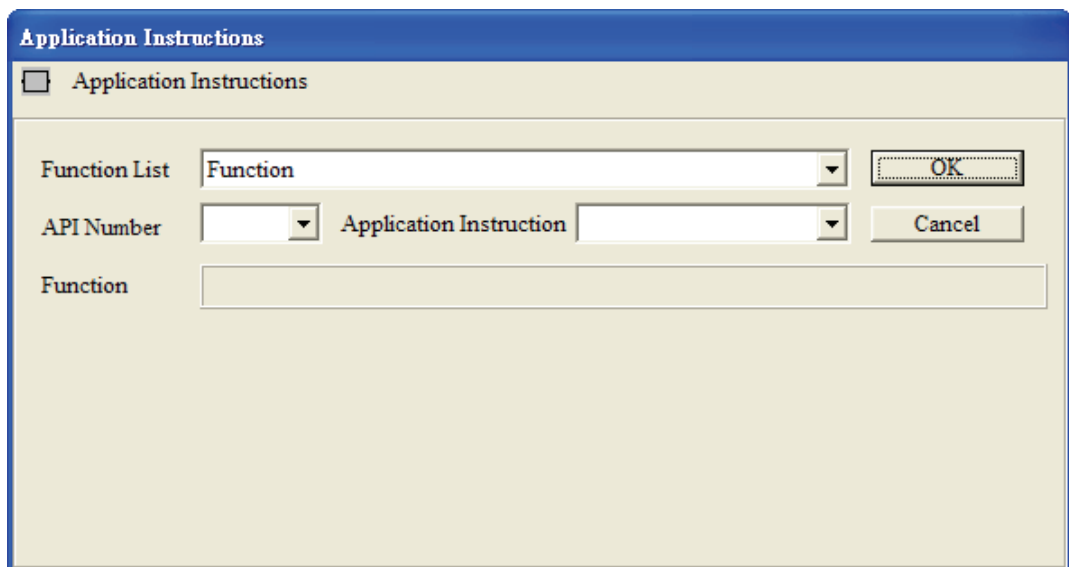 Application Instructions
Application Instructions
Function List Function OK
API Number Application Instruction Cancel
Function